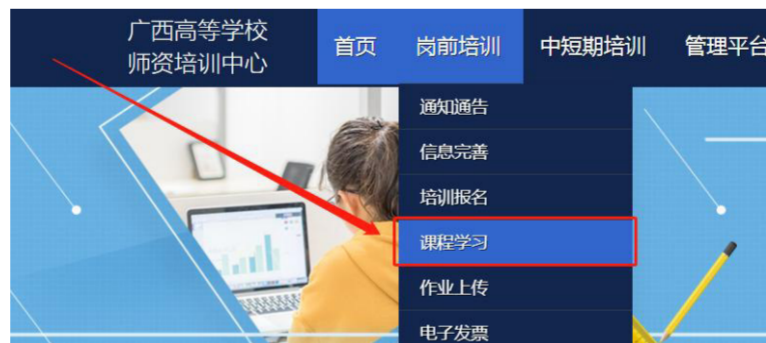 广西高等学校
师资培训中心
首页 岗前培训 中短期培训 管理平台
通知通告
信息完善
培训报名
课程学习
作业上传
电子发票